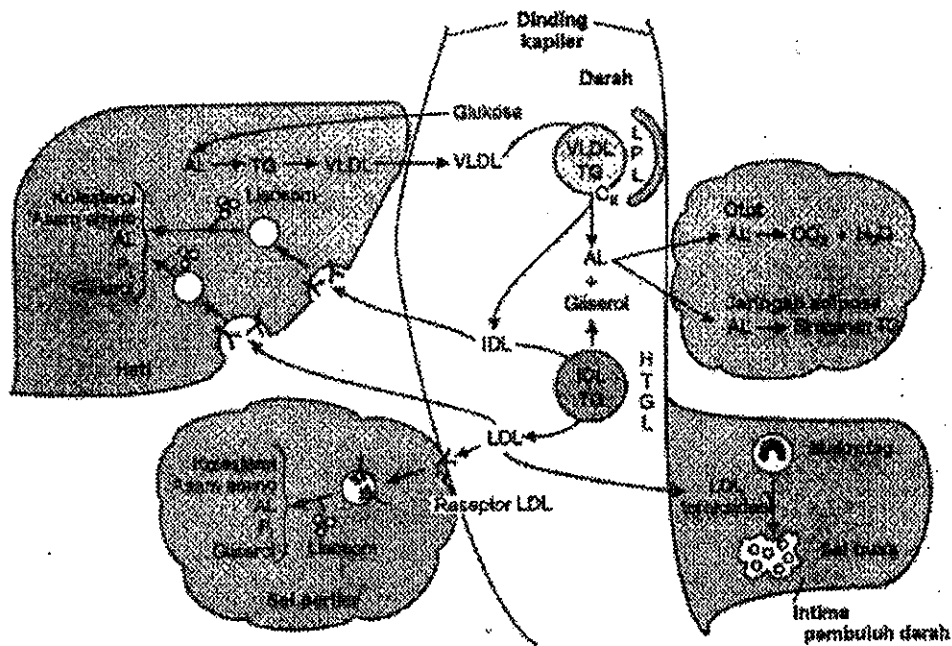 Dinding
kapiler
Darah
Glukosa
AL TG VLDL VLDL
VLDL
TG
L
P
L
C
II
Kolesterol
Asam amino
AL
P
Gliserol
Lisosom
Hati
AL
+
Gliserol
Otot
AL CO2 + H2O
Jaringan adiposa
AL Simpanan TG
IDL
IDL
TG
H
T
G
L
LDL
Reseptor LDL
Kolesterol
Asam amino
AL
P
Gliserol
Lisosom
Sel perifer
Makrofag
LDL
teroksidasi
Sel busa
Intima
pembuluh darah